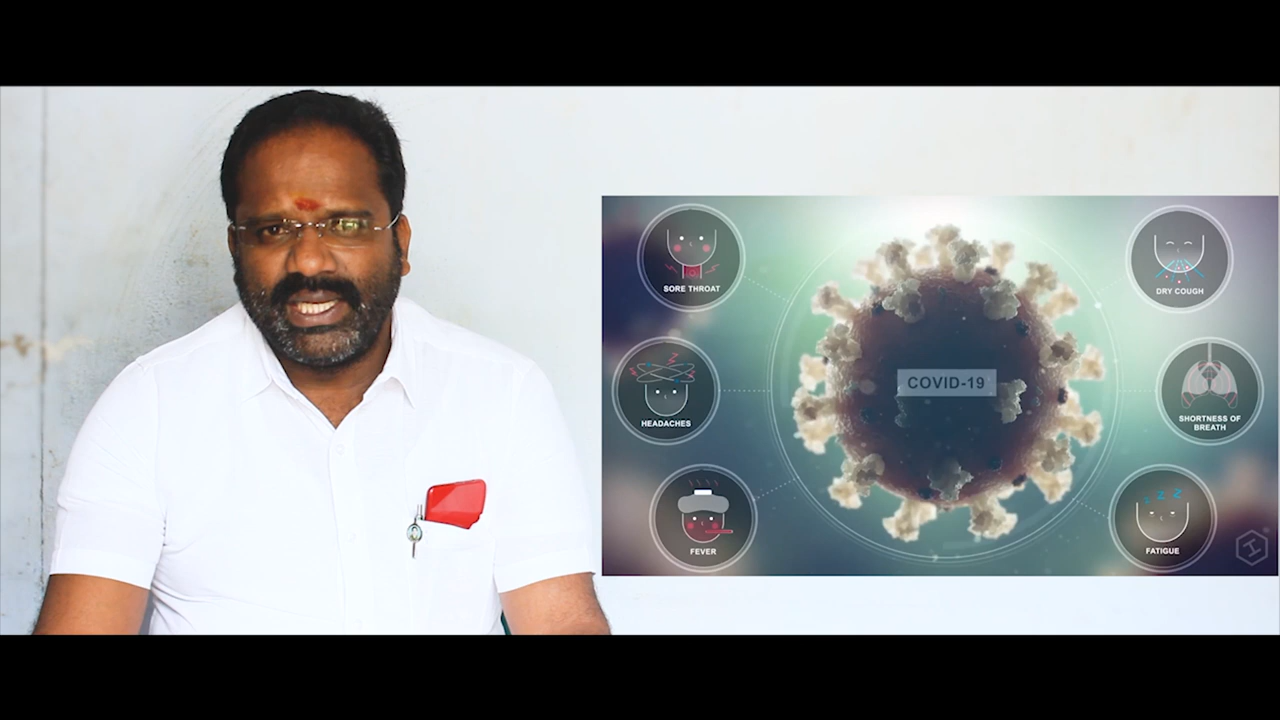 SORE THROAT
DRY COUGH
COVID-19
HEADACHES
SHORTNESS OF
BREATH
FEVER
FATIGUE